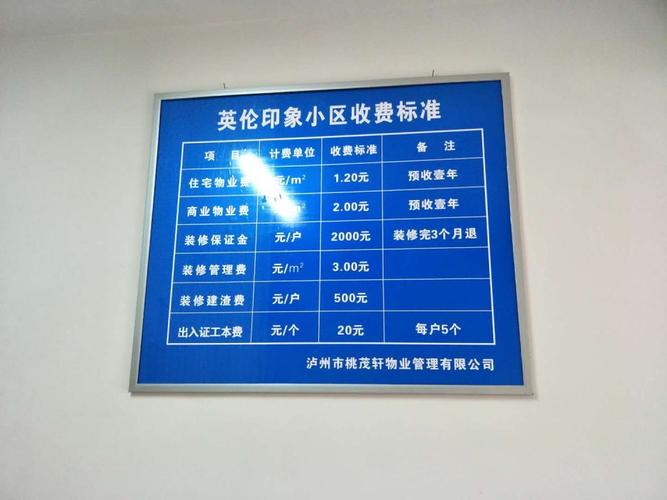 英伦印象小区收费标准
项 目 计费单位 收费标准 备 注
住宅物业费 元/m² 1.20元 预收壹年
商业物业费 m² 2.00元 预收壹年
装修保证金 元/户 2000元 装修完3个月退
装修管理费 元/m² 3.00元
装修建渣费 元/户 500元
出入证工本费 元/个 20元 每户5个
泸州市桃茂轩物业管理有限公司